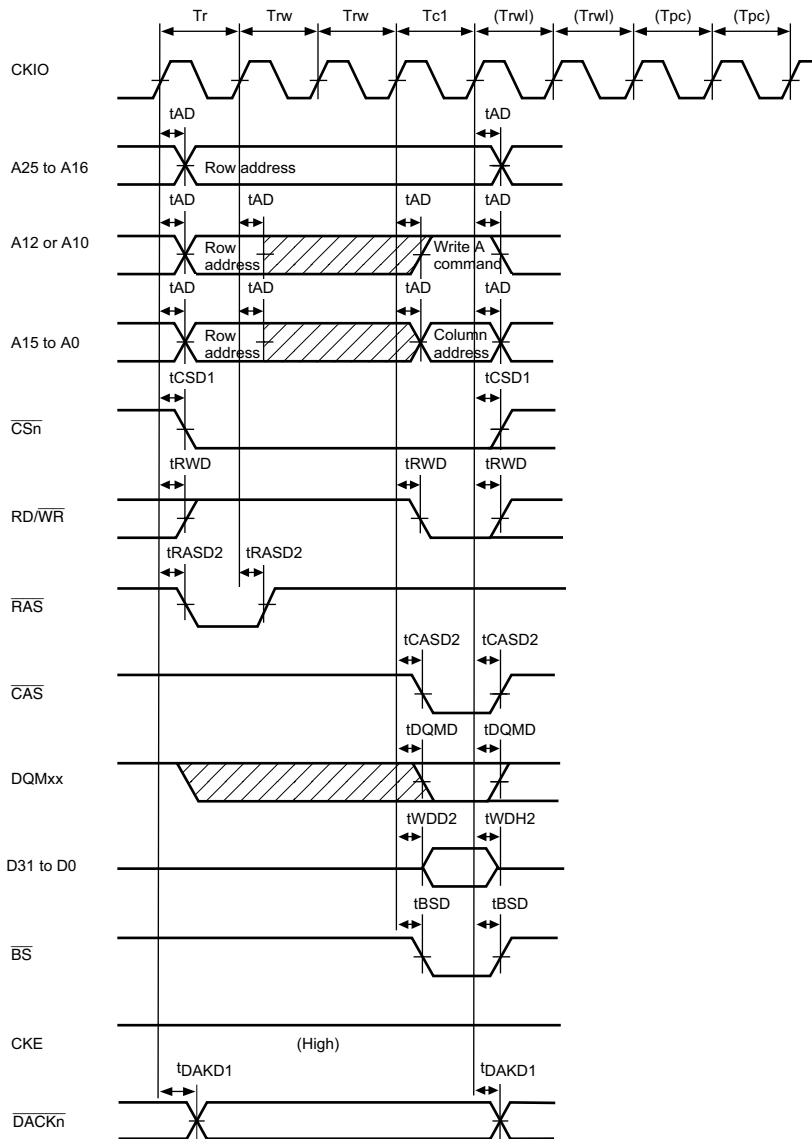 Tr Trw Trw Tc1 (Trwl) (Trwl) (Tpc) (Tpc)
CKIO
tAD tAD
A25 to A16 Row address
tAD tAD tAD tAD
A12 or A10 Row address Write A command
tAD tAD tAD tAD
A15 to A0 Row address Column address
tCSD1 tCSD1
CSn
tRWD tRWD tRWD
RD/WR
tRASD2 tRASD2
RAS
tCASD2 tCASD2
CAS
tDQMD tDQMD
DQMxx
tWDD2 tWDH2
D31 to D0
tBSD tBSD
BS
CKE (High)
tDAKD1 tDAKD1
DACKn